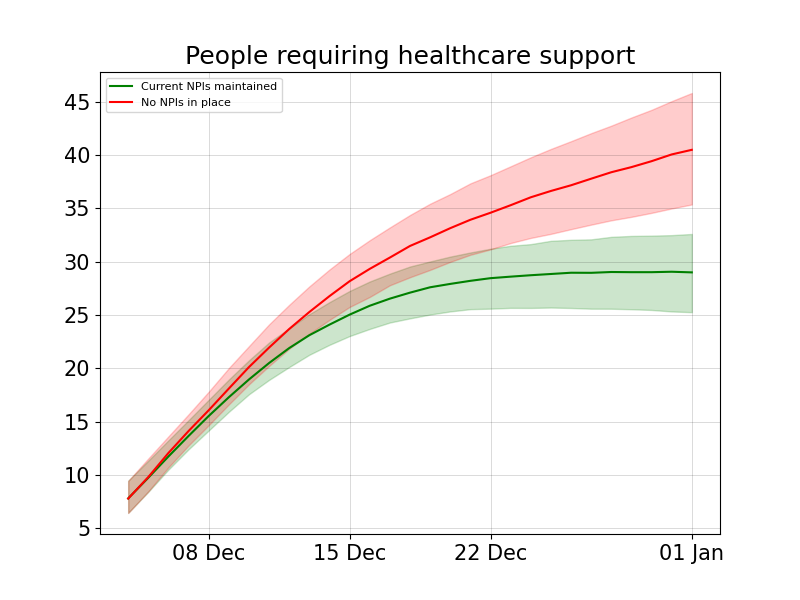 People requiring healthcare support
Current NPIs maintained
No NPIs in place
45
40
35
30
25
20
15
10
5
08 Dec
15 Dec
22 Dec
01 Jan